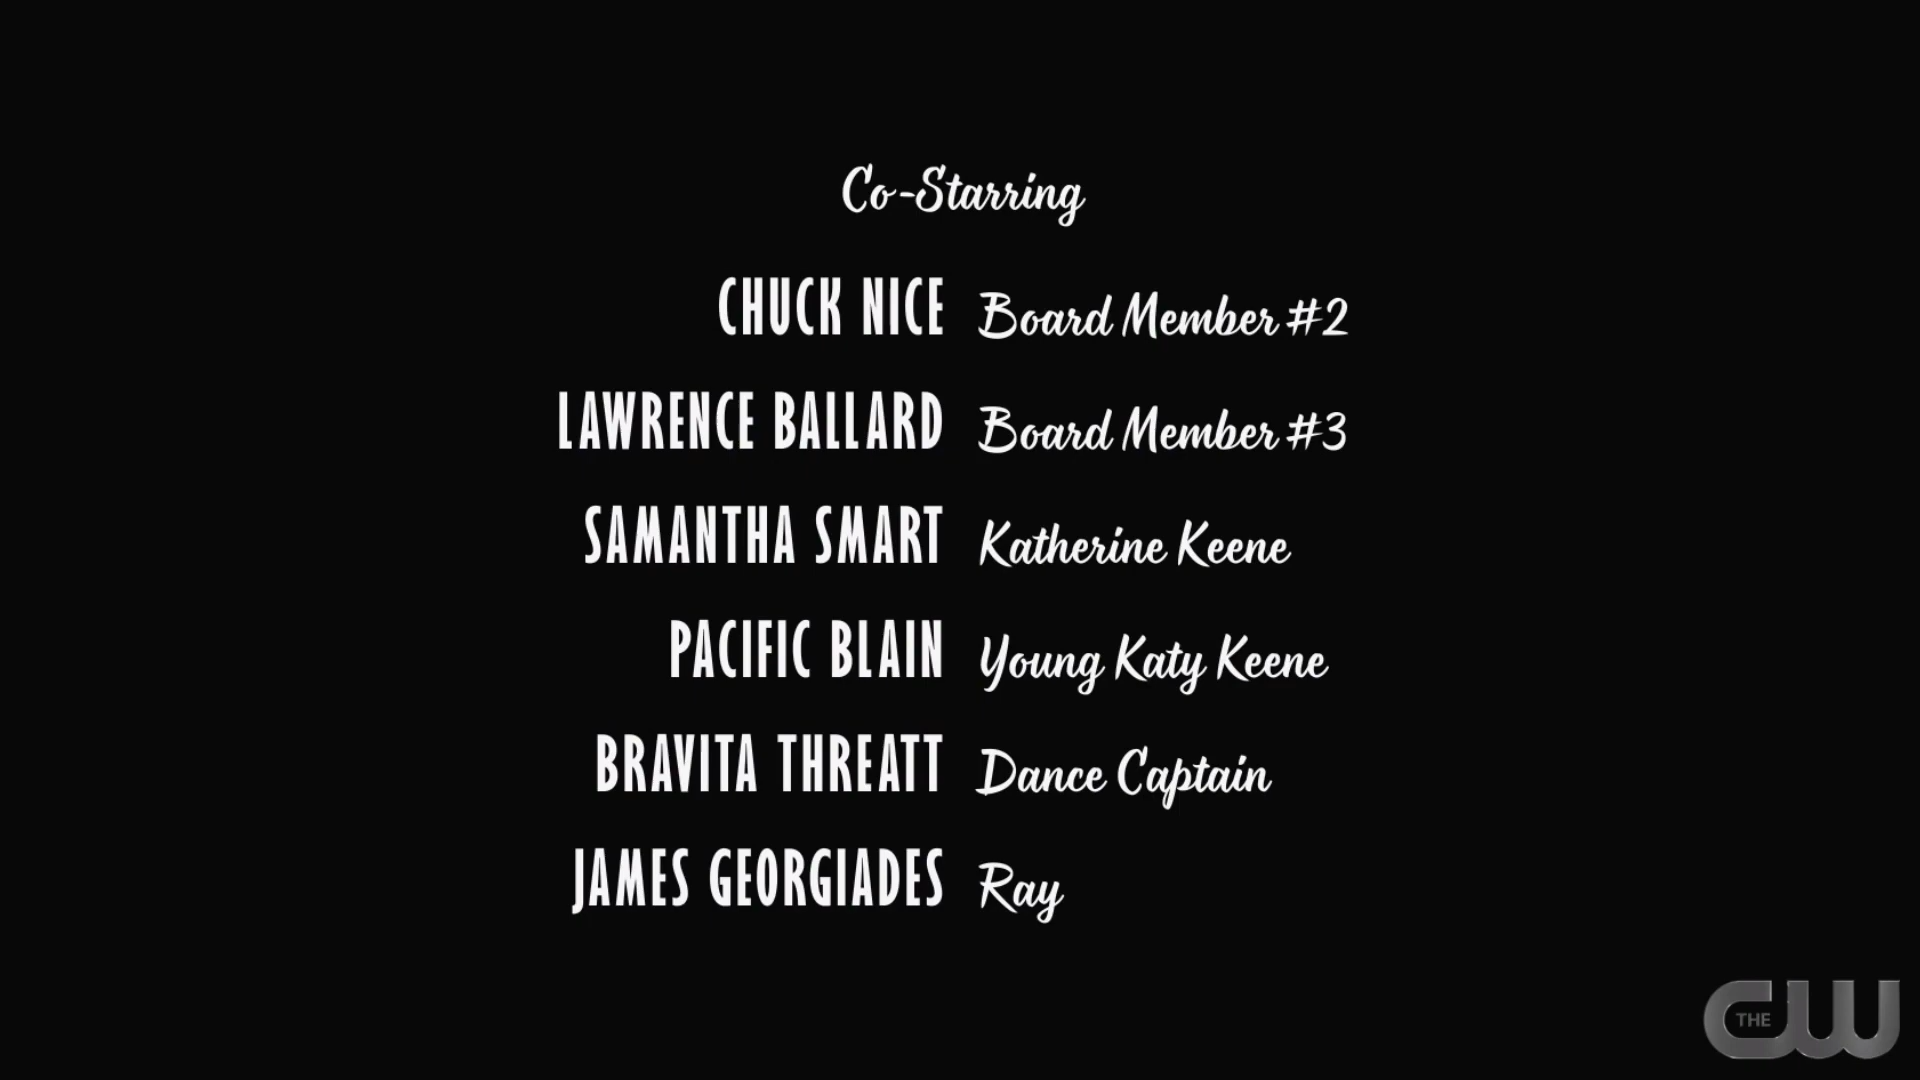 Co-Starring
CHUCK NICE Board Member #2
LAWRENCE BALLARD Board Member #3
SAMANTHA SMART Katherine Keene
PACIFIC BLAIN Young Katy Keene
BRAVITA THREATT Dance Captain
JAMES GEORGIADES Ray
THE CW